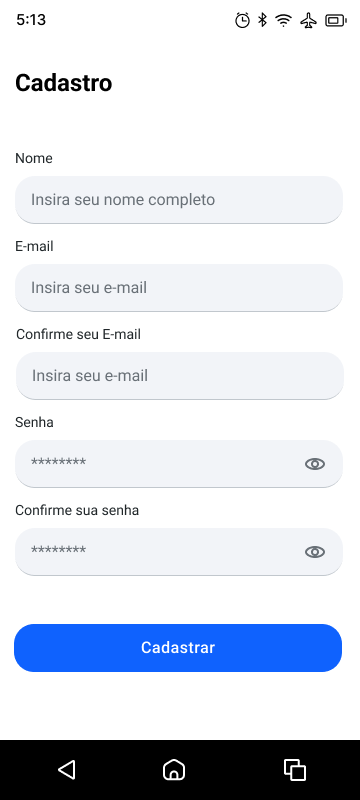 5:13
Cadastro
Nome
Insira seu nome completo
E-mail
Insira seu e-mail
Confirme seu E-mail
Insira seu e-mail
Senha
********
Confirme sua senha
********
Cadastrar